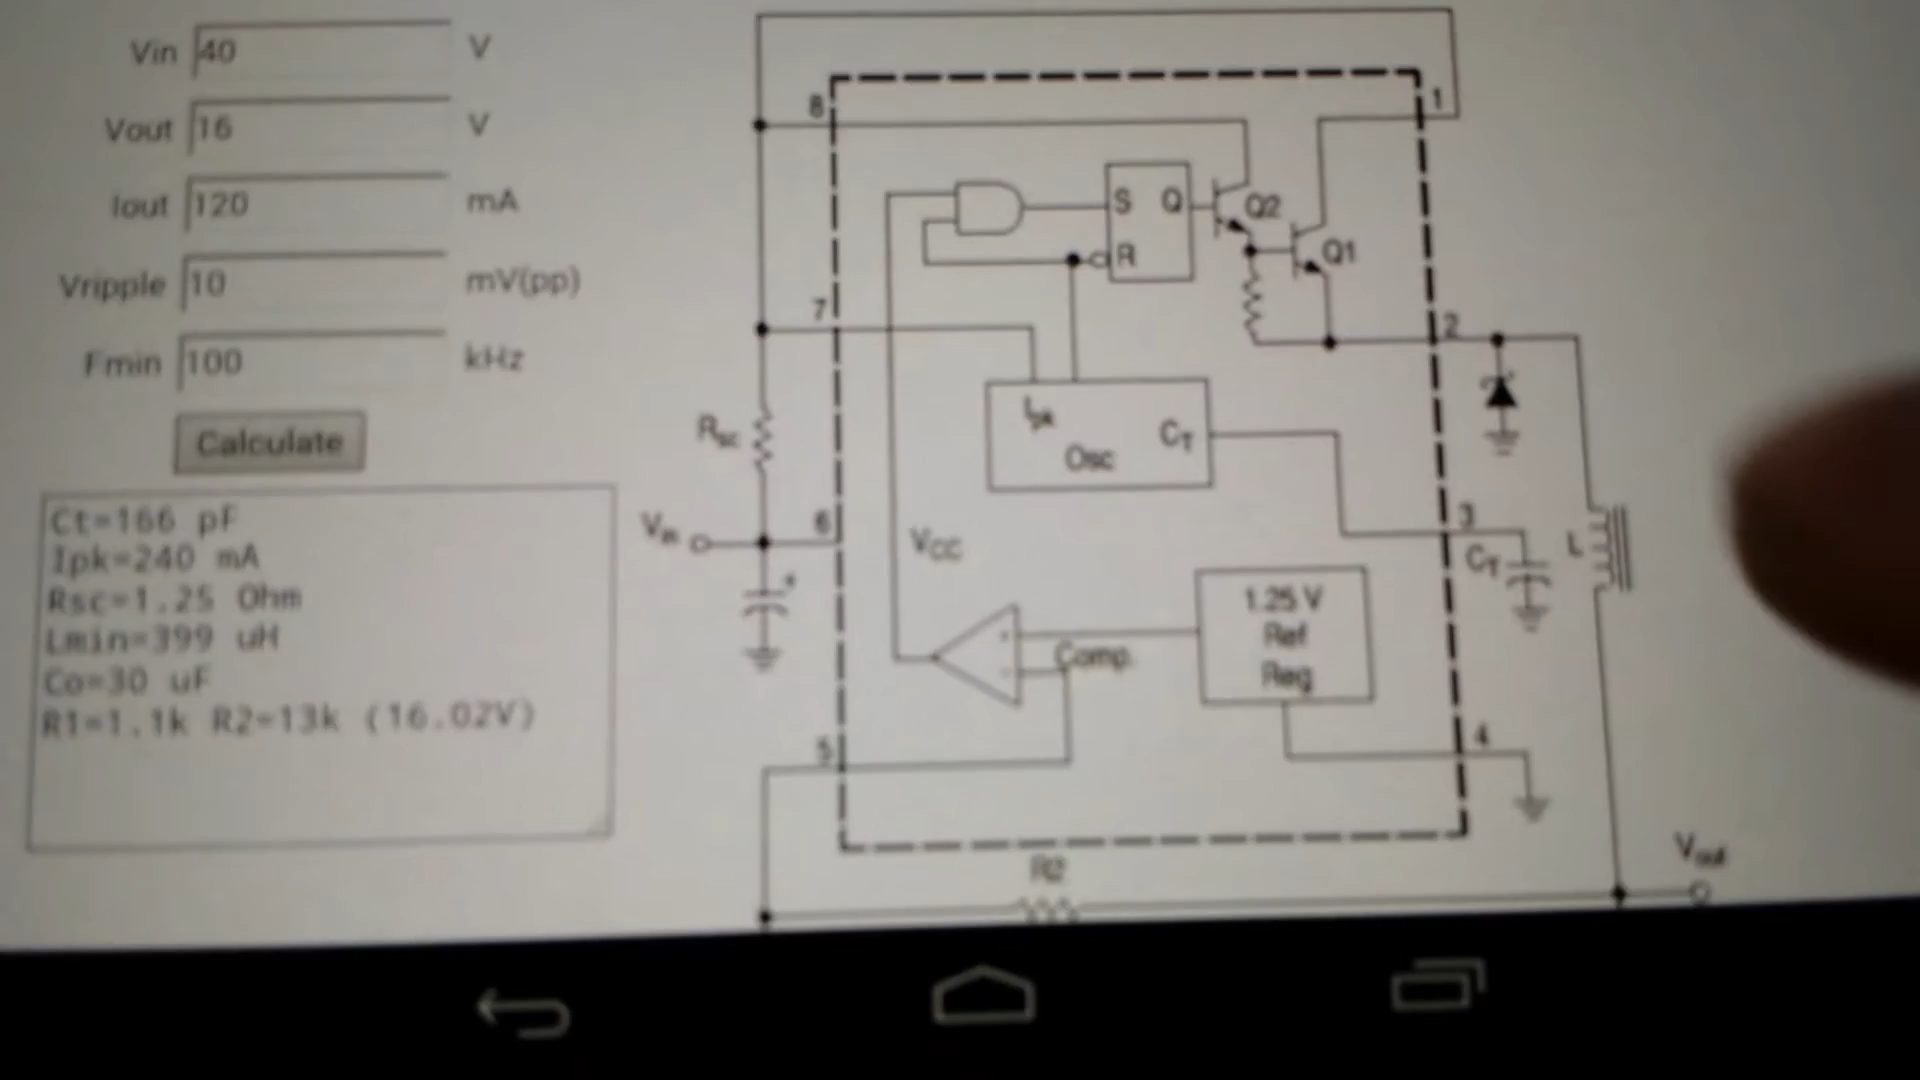 Vin 40 V
Vout 16 V
Iout 120 mA
Vripple 10 mV(pp)
Fmin 100 kHz
Calculate
Ct=166 pF
Ipk=240 mA
Rsc=1.25 Ohm
Lmin=399 uH
Co=30 uF
R1=1.1k R2=13k (16.02V)
8
1
S Q
R
Q2
Q1
7
2
Rsc
Ipk
CT
Osc
Vin
6
VCC
3
CT
L
+
1.25 V
Ref
Reg
+
-
Comp.
5
4
R2
Vout